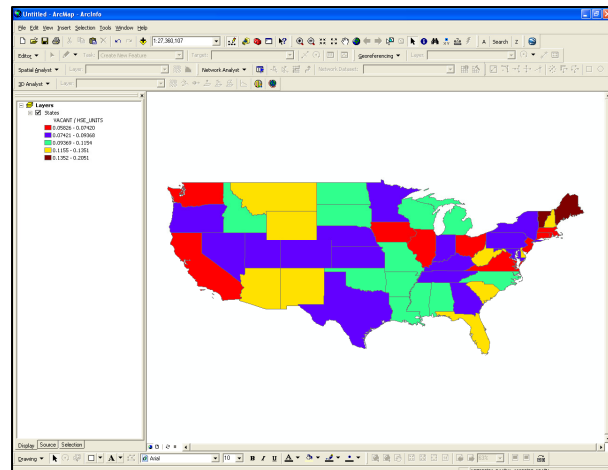 Untitled - ArcMap - ArcInfo
File Edit View Insert Selection Tools Window Help
1:27,360,107
A Search Z
Editor Task: Create New Feature Target: Georeferencing Layer:
Spatial Analyst Layer: Network Analyst Network Dataset:
3D Analyst Layer:
Layers
States
VACANT / HSE_UNITS
0.05826 - 0.07420
0.07421 - 0.09368
0.09369 - 0.1154
0.1155 - 0.1351
0.1352 - 0.2051
Display Source Selection
Drawing A Arial 10 B I U A